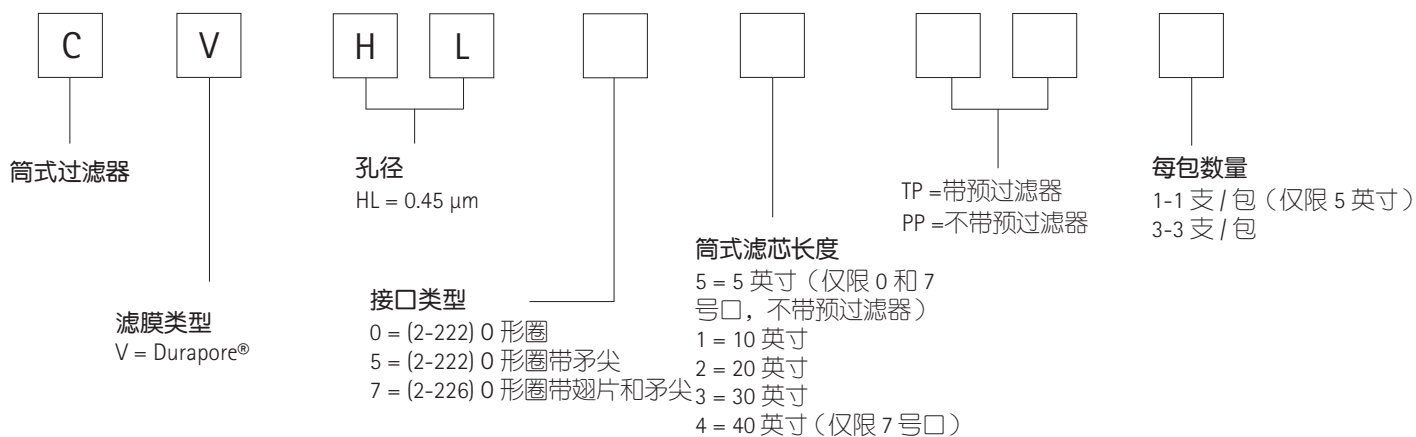 C V H L
筒式过滤器
孔径
HL = 0.45 µm
TP =带预过滤器
PP =不带预过滤器
每包数量
1-1 支 / 包（仅限 5 英寸）
3-3 支 / 包
滤膜类型
V = Durapore®
接口类型
0 = (2-222) O 形圈
5 = (2-222) O 形圈带矛尖
7 = (2-226) O 形圈带翅片和矛尖
筒式滤芯长度
5 = 5 英寸（仅限 0 和 7
号口，不带预过滤器）
1 = 10 英寸
2 = 20 英寸
3 = 30 英寸
4 = 40 英寸（仅限 7 号口）